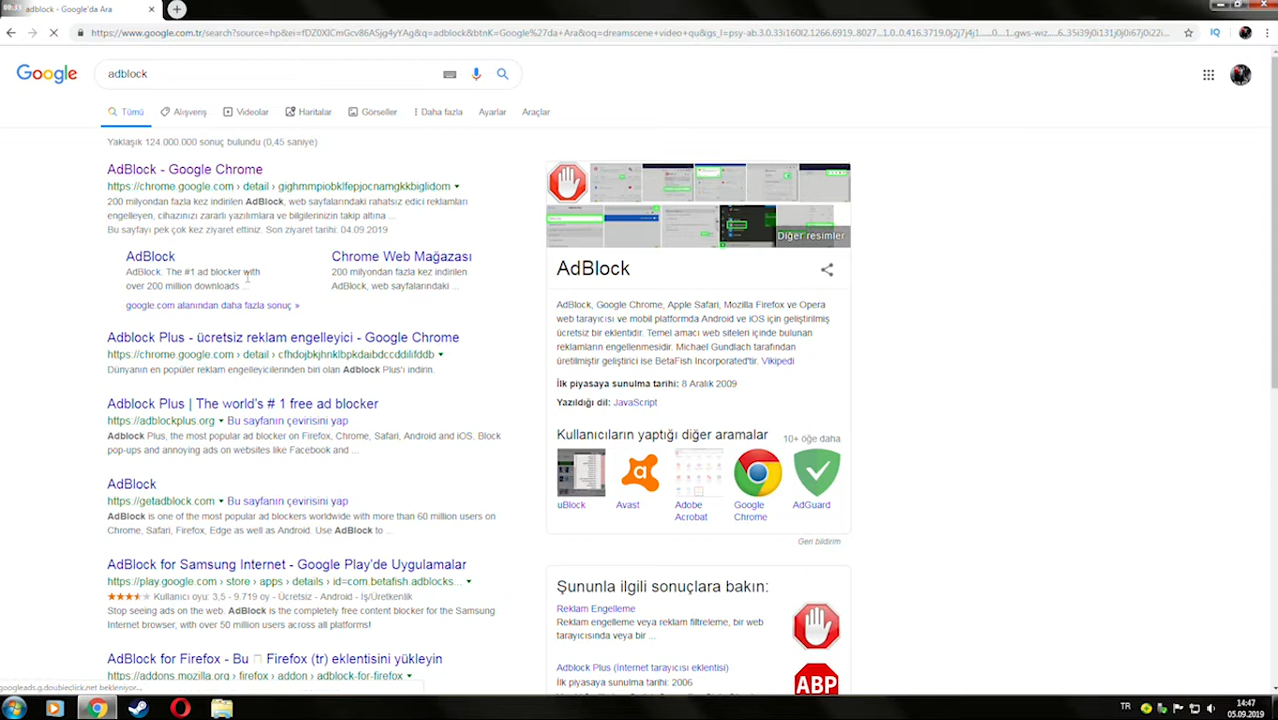 00:33
adblock - Google'da Ara
https://www.google.com.tr/search?source=hp&ei=fDZ0XlCmGcv86ASjg4yYAg&q=adblock&btnK=Google%27da+Ara&oq=dreamscene+video+qu&gs_l=psy-ab.3.0.33i160l2.1266.6919..8027...1.0..0.416.3719.0j2j7j4j1......0....1..gws-wiz.....6..35i39j0i131j0j0i67j0i22i...
IQ
Google
adblock
Tümü
Alışveriş
Videolar
Haritalar
Görseller
Daha fazla
Ayarlar
Araçlar
Yaklaşık 124.000.000 sonuç bulundu (0,45 saniye)
AdBlock - Google Chrome
https://chrome.google.com › detail › gighmmpiobklfepjocnamgkkbiglidom
200 milyondan fazla kez indirilen AdBlock, web sayfalarındaki rahatsız edici reklamları
engelleyen, cihazınızı zararlı yazılımlara ve bilgilerinizin takip altına ...
Bu sayfayı pek çok kez ziyaret ettiniz. Son ziyaret tarihi: 04.09.2019
AdBlock
AdBlock. The #1 ad blocker with
over 200 million downloads ...
Chrome Web Mağazası
200 milyondan fazla kez indirilen
AdBlock, web sayfalarındaki ...
google.com alanından daha fazla sonuç »
Adblock Plus - ücretsiz reklam engelleyici - Google Chrome
https://chrome.google.com › detail › cfhdojbkjhnklbpkdaibdccddilifddb
Dünyanın en popüler reklam engelleyicilerinden biri olan Adblock Plus'ı indirin.
Adblock Plus | The world's # 1 free ad blocker
https://adblockplus.org Bu sayfanın çevirisini yap
Adblock Plus, the most popular ad blocker on Firefox, Chrome, Safari, Android and iOS. Block
pop-ups and annoying ads on websites like Facebook and ...
AdBlock
https://getadblock.com Bu sayfanın çevirisini yap
AdBlock is one of the most popular ad blockers worldwide with more than 60 million users on
Chrome, Safari, Firefox, Edge as well as Android. Use AdBlock to ...
AdBlock for Samsung Internet - Google Play'de Uygulamalar
https://play.google.com › store › apps › details › id=com.betafish.adblocks...
Kullanıcı oyu: 3,5 - 9.719 oy - Ücretsiz - Android - İş/Üretkenlik
Stop seeing ads on the web. AdBlock is the completely free content blocker for the Samsung
Internet browser, with over 50 million users across all platforms!
AdBlock for Firefox - Bu Firefox (tr) eklentisini yükleyin
https://addons.mozilla.org › firefox › addon › adblock-for-firefox
googleads.g.doubleclick.net bekleniyor...
Diğer resimler
AdBlock
AdBlock, Google Chrome, Apple Safari, Mozilla Firefox ve Opera
web tarayıcısı ve mobil platformda Android ve iOS için geliştirilmiş
ücretsiz bir eklentidir. Temel amacı web siteleri içinde bulunan
reklamların engellenmesidir. Michael Gundlach tarafından
üretilmiştir geliştirici ise BetaFish Incorporated'tir. Vikipedi
İlk piyasaya sunulma tarihi: 8 Aralık 2009
Yazıldığı dil: JavaScript
Kullanıcıların yaptığı diğer aramalar
10+ öğe daha
uBlock
Avast
Adobe
Acrobat
Google
Chrome
AdGuard
Geri bildirim
Şununla ilgili sonuçlara bakın:
Reklam Engelleme
Reklam engelleme veya reklam filtreleme, bir web
tarayıcısında veya bir ...
Adblock Plus (Internet tarayıcısı eklentisi)
İlk piyasaya sunulma tarihi: 2006
ABP
TR
14:47
05.09.2019